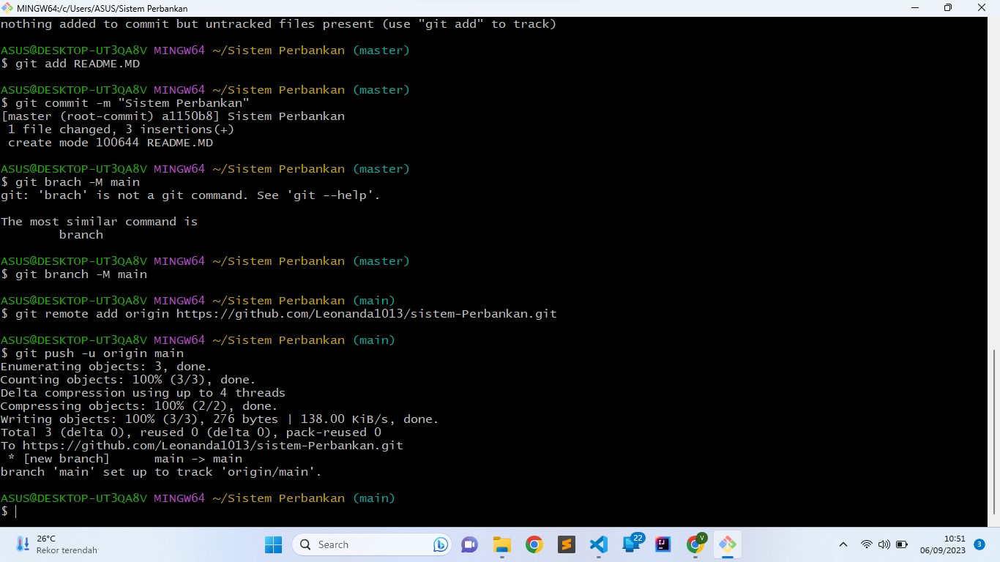 MINGW64:/c/Users/ASUS/Sistem Perbankan
nothing added to commit but untracked files present (use "git add" to track)
ASUS@DESKTOP-UT3QA8V MINGW64 ~/Sistem Perbankan (master)
$ git add README.MD
ASUS@DESKTOP-UT3QA8V MINGW64 ~/Sistem Perbankan (master)
$ git commit -m "Sistem Perbankan"
[master (root-commit) a1150b8] Sistem Perbankan
 1 file changed, 3 insertions(+)
 create mode 100644 README.MD
ASUS@DESKTOP-UT3QA8V MINGW64 ~/Sistem Perbankan (master)
$ git brach -M main
git: 'brach' is not a git command. See 'git --help'.
The most similar command is
        branch
ASUS@DESKTOP-UT3QA8V MINGW64 ~/Sistem Perbankan (master)
$ git branch -M main
ASUS@DESKTOP-UT3QA8V MINGW64 ~/Sistem Perbankan (main)
$ git remote add origin https://github.com/Leonanda1013/sistem-Perbankan.git
ASUS@DESKTOP-UT3QA8V MINGW64 ~/Sistem Perbankan (main)
$ git push -u origin main
Enumerating objects: 3, done.
Counting objects: 100% (3/3), done.
Delta compression using up to 4 threads
Compressing objects: 100% (2/2), done.
Writing objects: 100% (3/3), 276 bytes | 138.00 KiB/s, done.
Total 3 (delta 0), reused 0 (delta 0), pack-reused 0
To https://github.com/Leonanda1013/sistem-Perbankan.git
 * [new branch]      main -> main
branch 'main' set up to track 'origin/main'.
ASUS@DESKTOP-UT3QA8V MINGW64 ~/Sistem Perbankan (main)
$
26°C
Rekor terendah
Search
22
IJ
V
10:51
06/09/2023
3